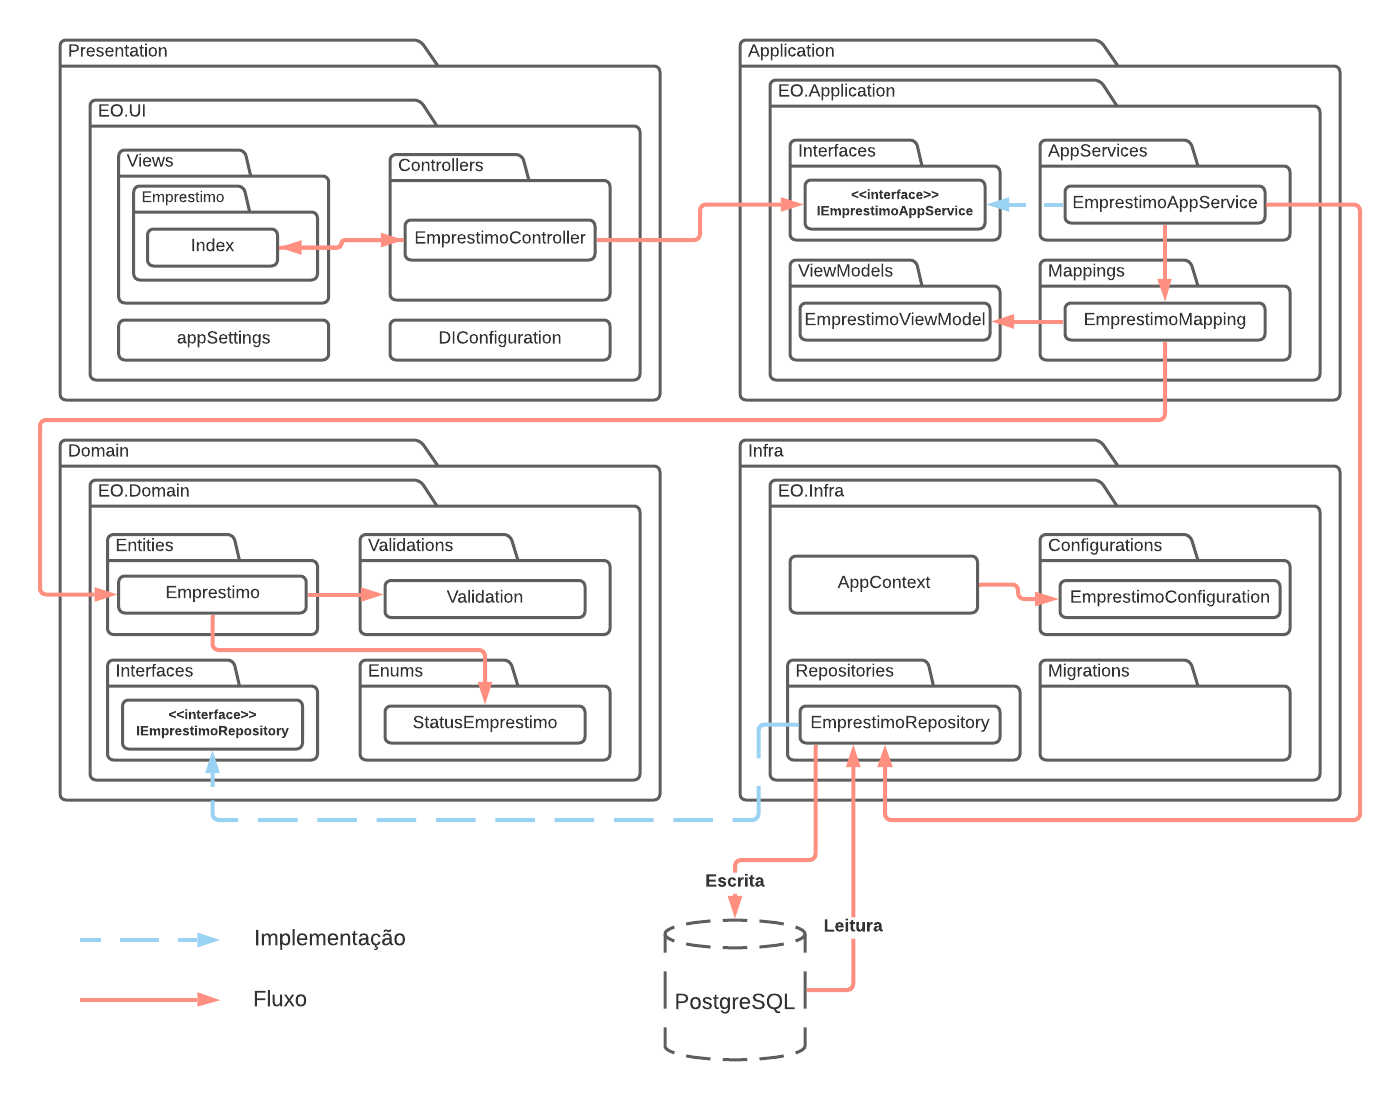 Presentation
EO.UI
Views
Emprestimo
Index
Controllers
EmprestimoController
appSettings
DIConfiguration
Application
EO.Application
Interfaces
<<interface>>
IEmprestimoAppService
AppServices
EmprestimoAppService
ViewModels
EmprestimoViewModel
Mappings
EmprestimoMapping
Domain
EO.Domain
Entities
Emprestimo
Validations
Validation
Interfaces
<<interface>>
IEmprestimoRepository
Enums
StatusEmprestimo
Infra
EO.Infra
AppContext
Configurations
EmprestimoConfiguration
Repositories
EmprestimoRepository
Migrations
Escrita
Leitura
PostgreSQL
Implementação
Fluxo